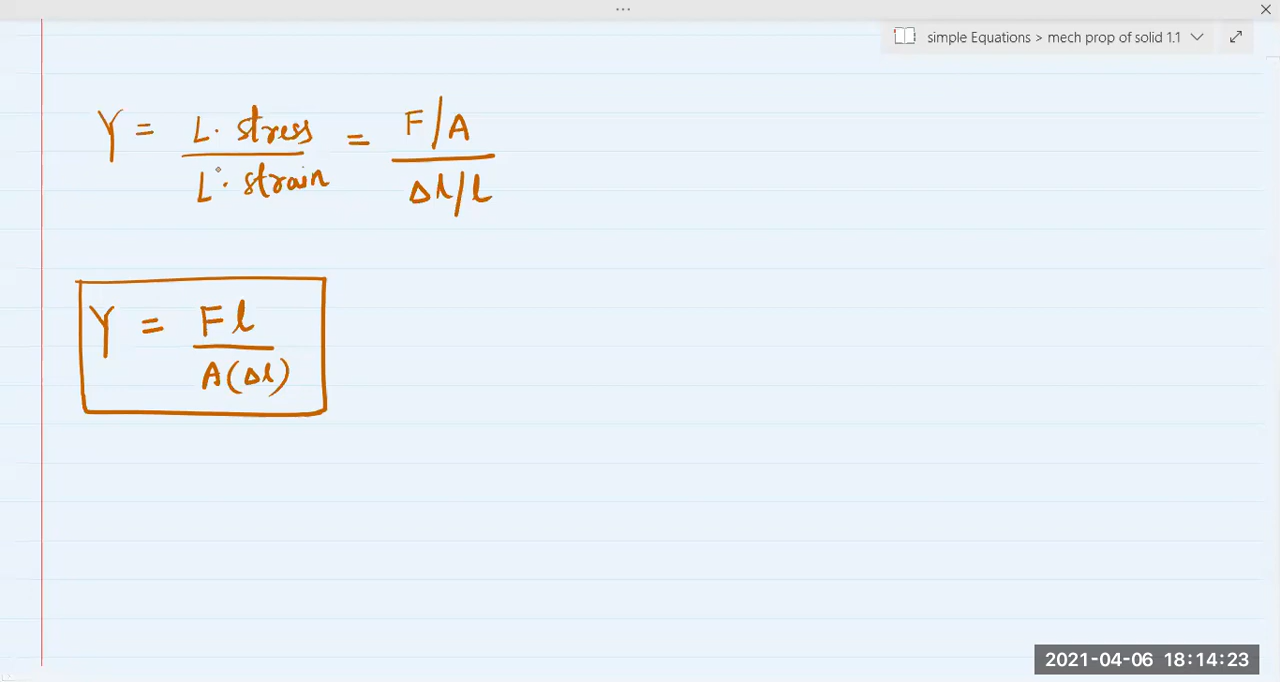 simple Equations > mech prop of solid 1.1
Y = L. stress / L. strain = F/A / Δl/l
Y = Fl / A(Δl)
2021-04-06 18:14:23